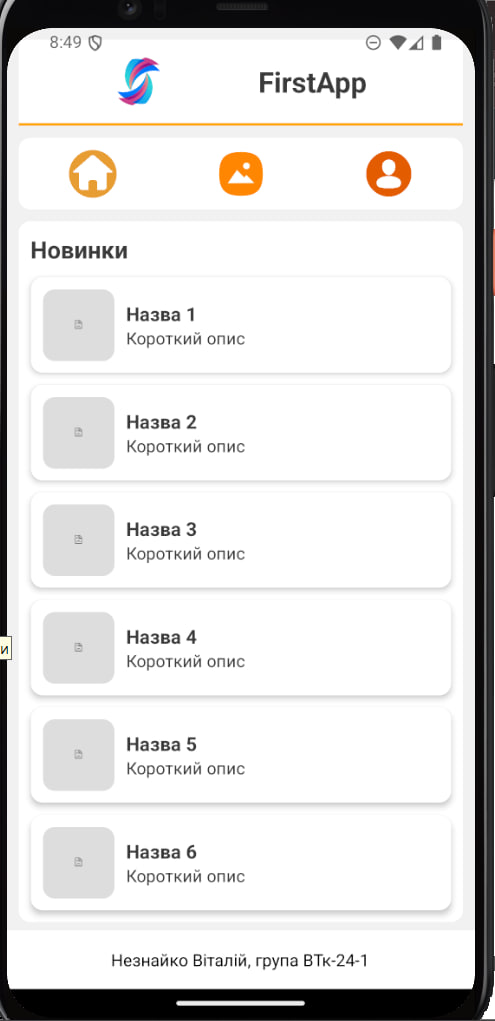 8:49
FirstApp
Новинки
Назва 1
Короткий опис
Назва 2
Короткий опис
Назва 3
Короткий опис
Назва 4
Короткий опис
и
Назва 5
Короткий опис
Назва 6
Короткий опис
Незнайко Віталій, група ВТк-24-1